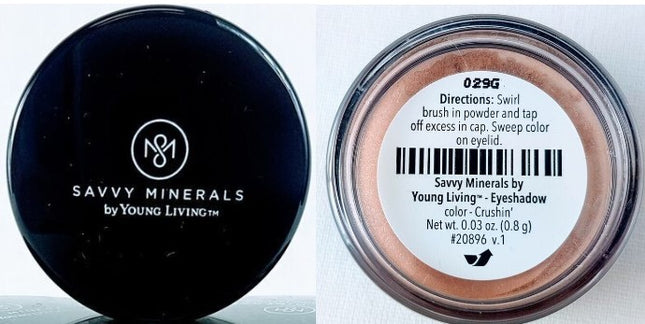 SAVVY MINERALS
by YOUNG LIVING™
029G
Directions: Swirl
brush in powder and tap
off excess in cap. Sweep color
on eyelid.
Savvy Minerals by
Young Living™ - Eyeshadow
color - Crushin'
Net wt. 0.03 oz. (0.8 g)
#20896 v.1